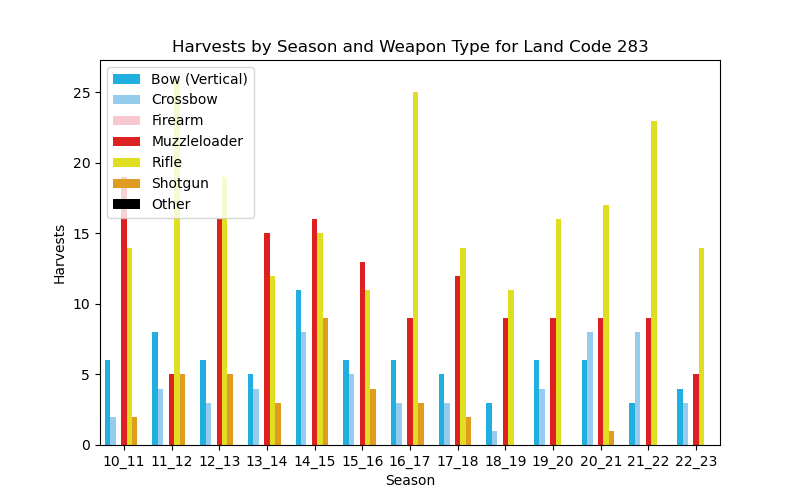 Harvests by Season and Weapon Type for Land Code 283
Bow (Vertical)
Crossbow
Firearm
Muzzleloader
Rifle
Shotgun
Other
Harvests
25
20
15
10
5
0
10_11 11_12 12_13 13_14 14_15 15_16 16_17 17_18 18_19 19_20 20_21 21_22 22_23
Season